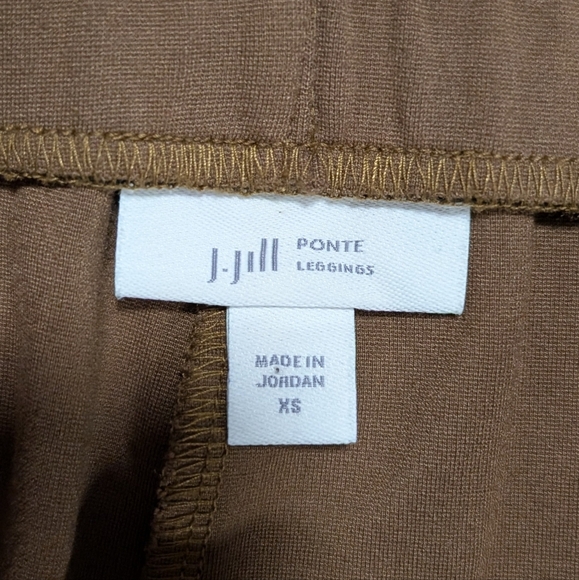 J.Jill PONTE
LEGGINGS
MADE IN
JORDAN
XS